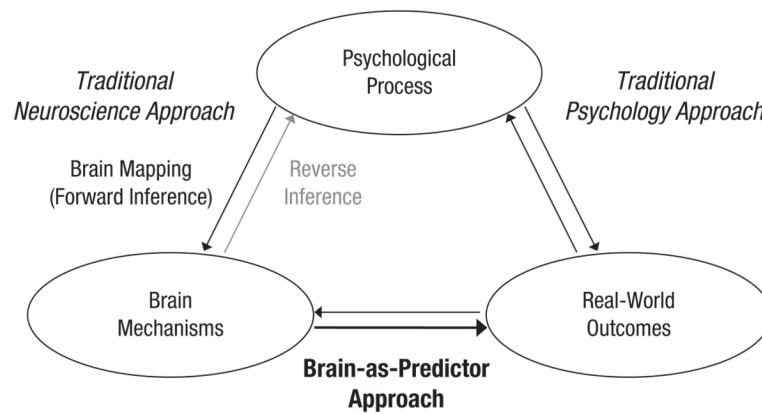 Psychological
Process
Traditional
Neuroscience Approach
Traditional
Psychology Approach
Brain Mapping
(Forward Inference)
Reverse
Inference
Brain
Mechanisms
Real-World
Outcomes
Brain-as-Predictor
Approach